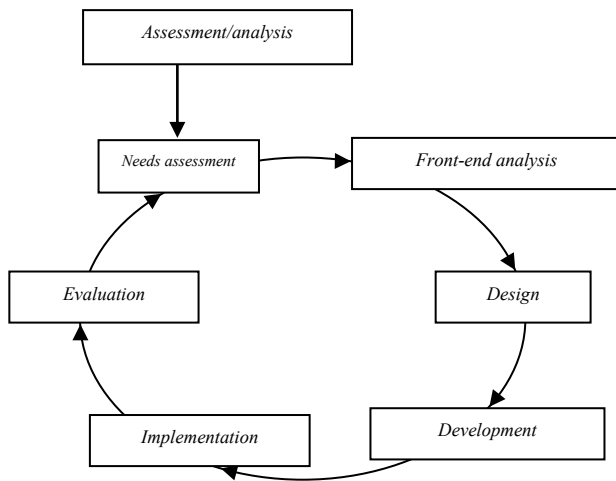 Assessment/analysis
Needs assessment
Front-end analysis
Evaluation
Design
Implementation
Development